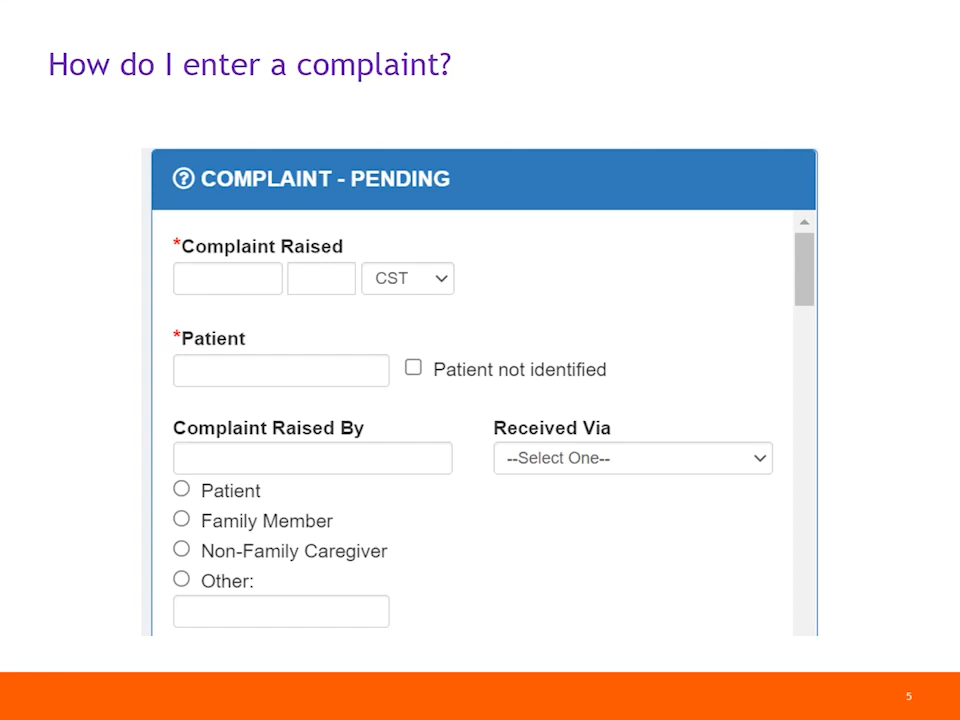 How do I enter a complaint?
COMPLAINT - PENDING
*Complaint Raised
CST
*Patient
Patient not identified
Complaint Raised By
Received Via
--Select One--
Patient
Family Member
Non-Family Caregiver
Other:
5